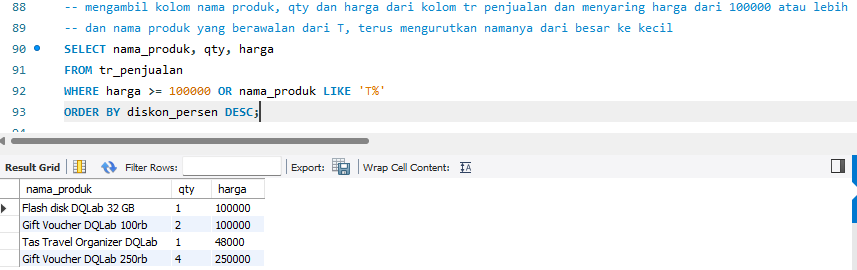 88 -- mengambil kolom nama produk, qty dan harga dari kolom tr penjualan dan menyaring harga dari 100000 atau lebih
89 -- dan nama produk yang berawalan dari T, terus mengurutkan namanya dari besar ke kecil
90 SELECT nama_produk, qty, harga
91 FROM tr_penjualan
92 WHERE harga >= 100000 OR nama_produk LIKE 'T%'
93 ORDER BY diskon_persen DESC;
Result Grid Filter Rows: Export: Wrap Cell Content:
nama_produk qty harga
Flash disk DQLab 32 GB 1 100000
Gift Voucher DQLab 100rb 2 100000
Tas Travel Organizer DQLab 1 48000
Gift Voucher DQLab 250rb 4 250000